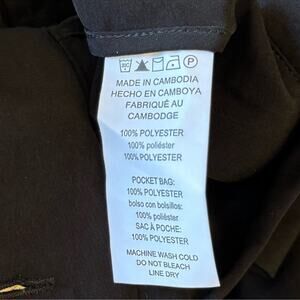 MADE IN CAMBODIA
HECHO EN CAMBOYA
FABRIQUÉ AU
CAMBODGE
100% POLYESTER
100% poliéster
100% POLYESTER
POCKET BAG:
100% POLYESTER
bolso con bolsillos:
100% poliéster
SAC À POCHE:
100% POLYESTER
MACHINE WASH COLD
DO NOT BLEACH
LINE DRY